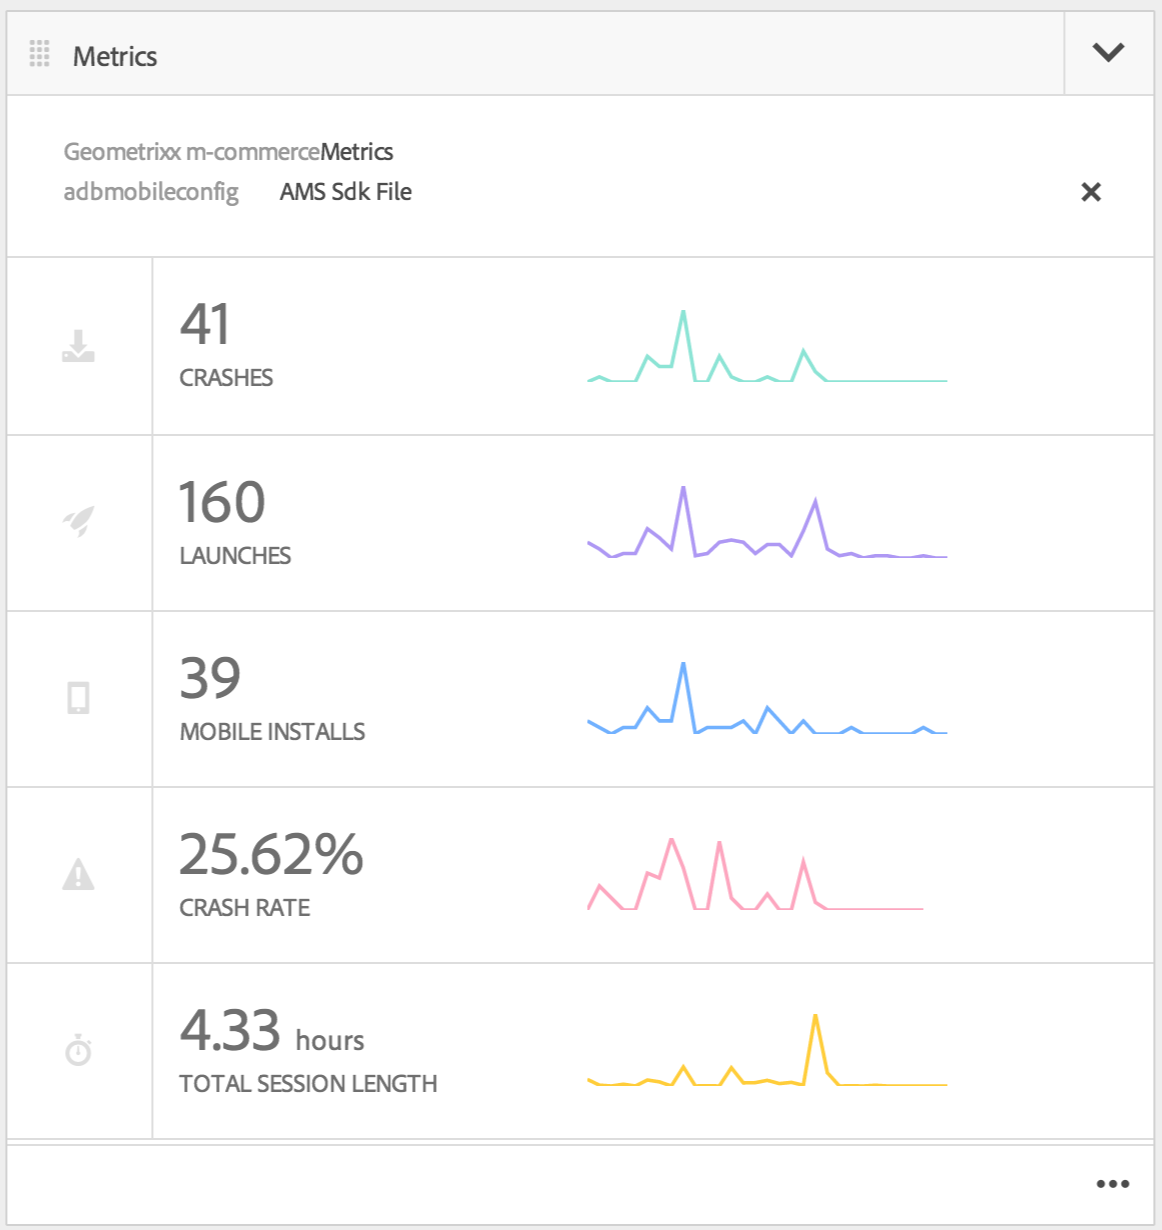 Metrics
Geometrixx m-commerceMetrics
adbmobileconfig AMS Sdk File
41
CRASHES
160
LAUNCHES
39
MOBILE INSTALLS
25.62%
CRASH RATE
4.33 hours
TOTAL SESSION LENGTH